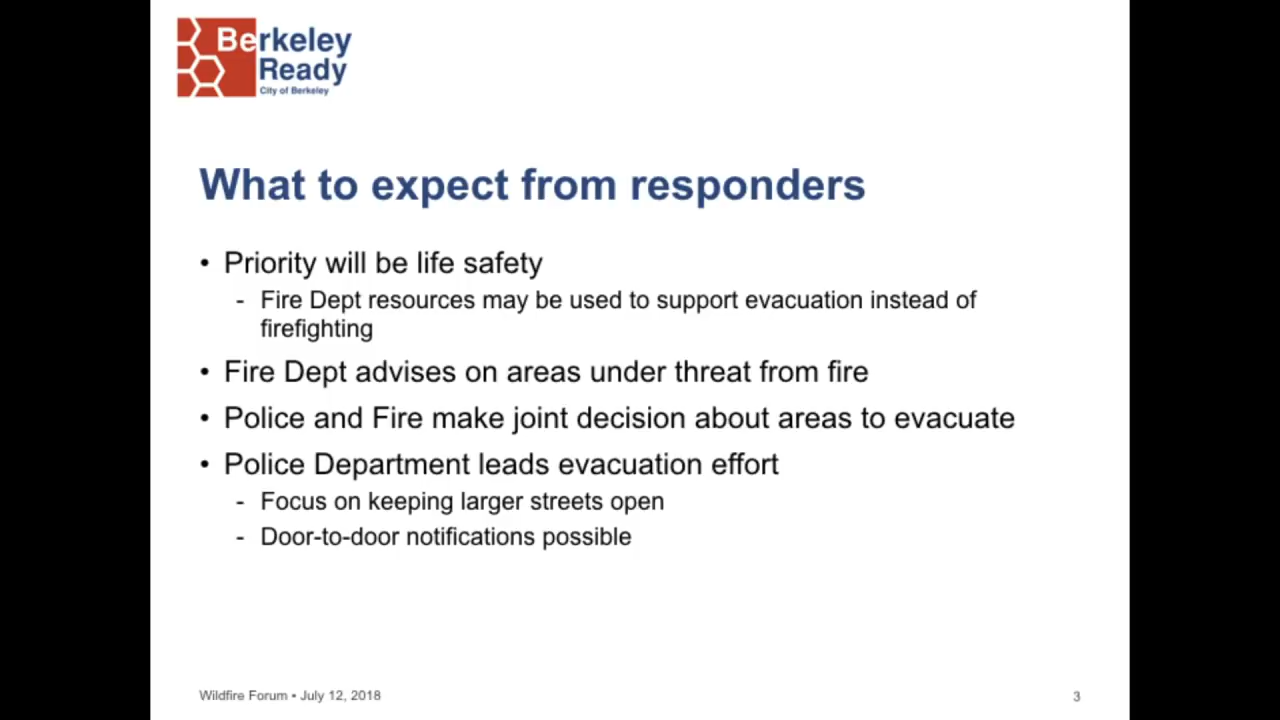 Berkeley
Ready
City of Berkeley
What to expect from responders
• Priority will be life safety
- Fire Dept resources may be used to support evacuation instead of
firefighting
• Fire Dept advises on areas under threat from fire
• Police and Fire make joint decision about areas to evacuate
• Police Department leads evacuation effort
- Focus on keeping larger streets open
- Door-to-door notifications possible
Wildfire Forum • July 12, 2018
3